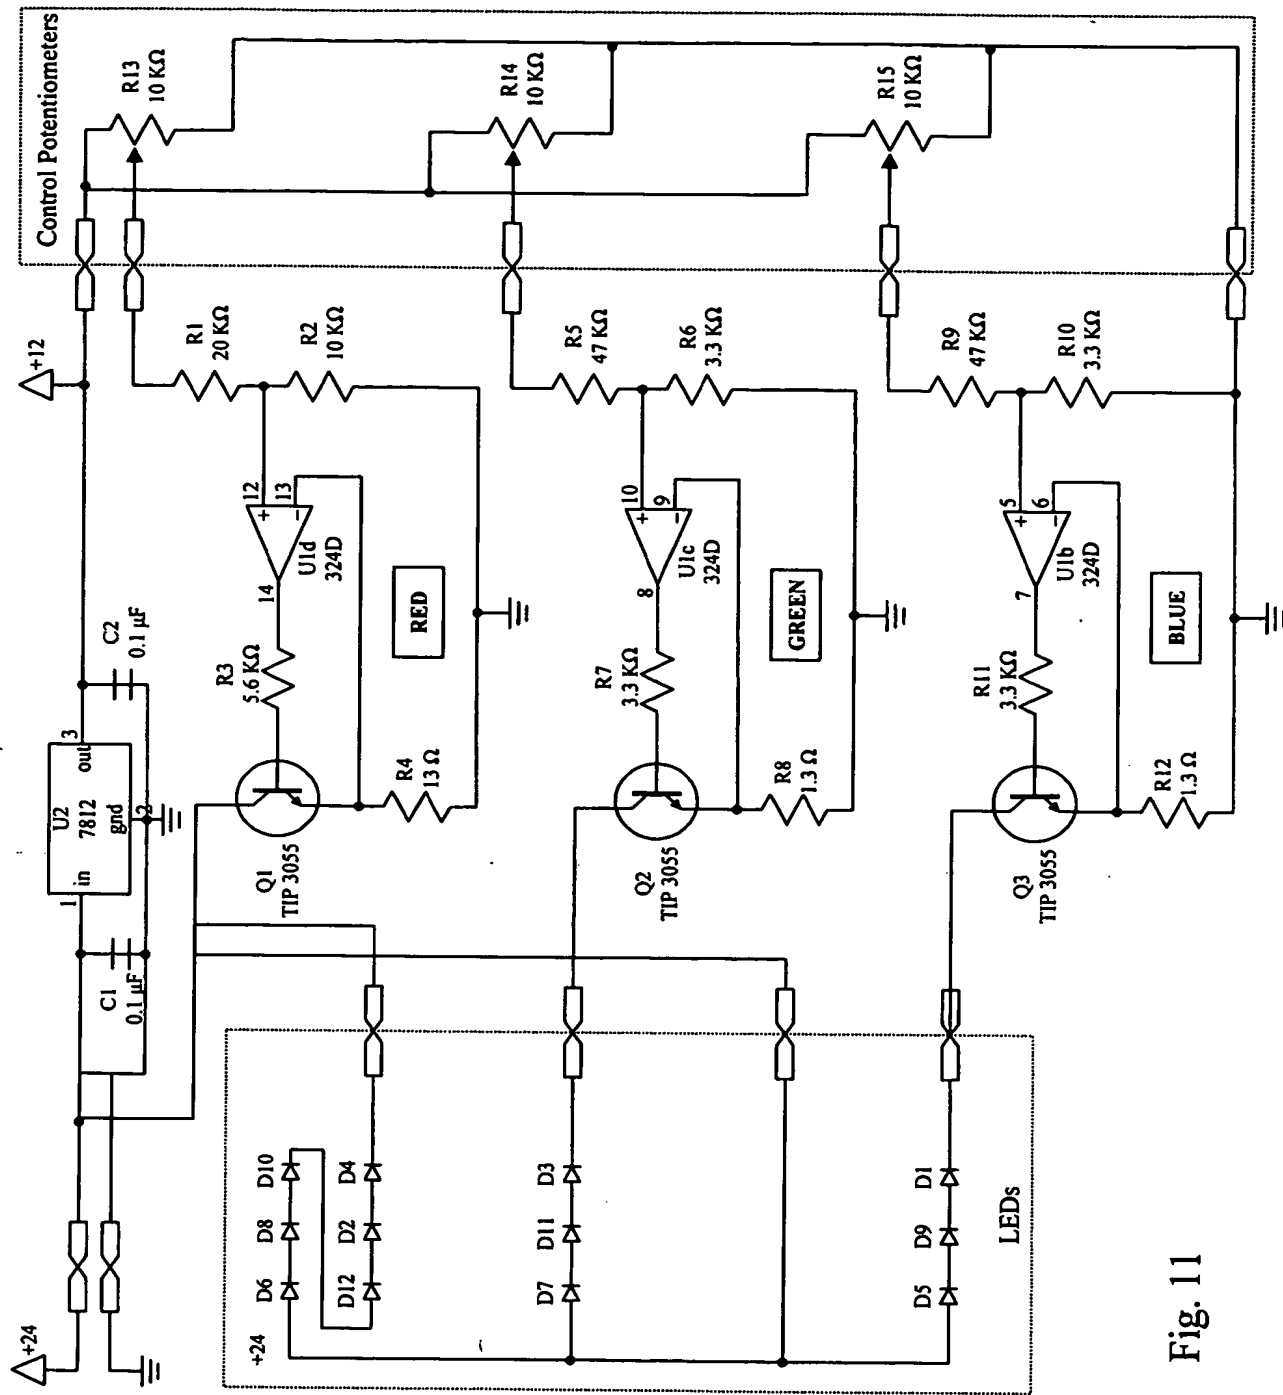 +24
1
in
U2
7812
gnd
2
out
3
C1
0.1 µF
C2
0.1 µF
+12
Control Potentiometers
R13
10 KΩ
R14
10 KΩ
R15
10 KΩ
R1
20 KΩ
R2
10 KΩ
12
13
+
−
U1d
324D
14
R3
5.6 KΩ
Q1
TIP 3055
R4
13 Ω
RED
R5
47 KΩ
R6
3.3 KΩ
10
9
+
−
U1c
324D
8
R7
3.3 KΩ
Q2
TIP 3055
R8
1.3 Ω
GREEN
R9
47 KΩ
R10
3.3 KΩ
5
6
+
−
U1b
324D
7
R11
3.3 KΩ
Q3
TIP 3055
R12
1.3 Ω
BLUE
+24
D6
D8
D10
D12
D2
D4
D7
D11
D3
D5
D9
D1
LEDs
Fig. 11